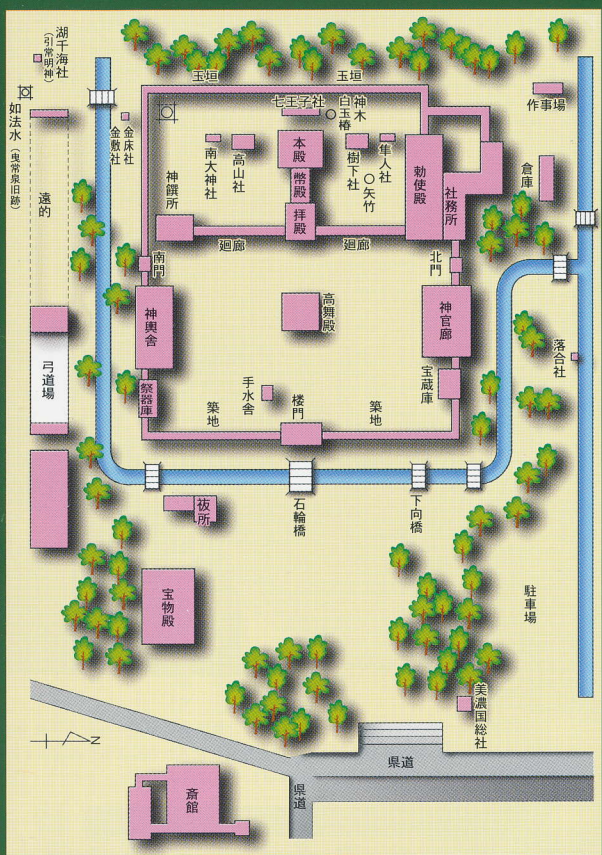 湖千海社
(引常明神)
玉垣
玉垣
作事場
七王子社
神木
白玉椿
如法水(曳常泉旧跡)
金床社
金敷社
南大神社
高山社
本殿
樹下社
隼人社
勅使殿
倉庫
神饌所
幣殿
矢竹
社務所
遠的
拝殿
廻廊
廻廊
南門
北門
神輿舎
高舞殿
神官廊
落合社
弓道場
祭器庫
手水舎
楼門
宝蔵庫
築地
築地
祓所
石輪橋
下向橋
宝物殿
駐車場
美濃国総社
N
県道
県道
斎館